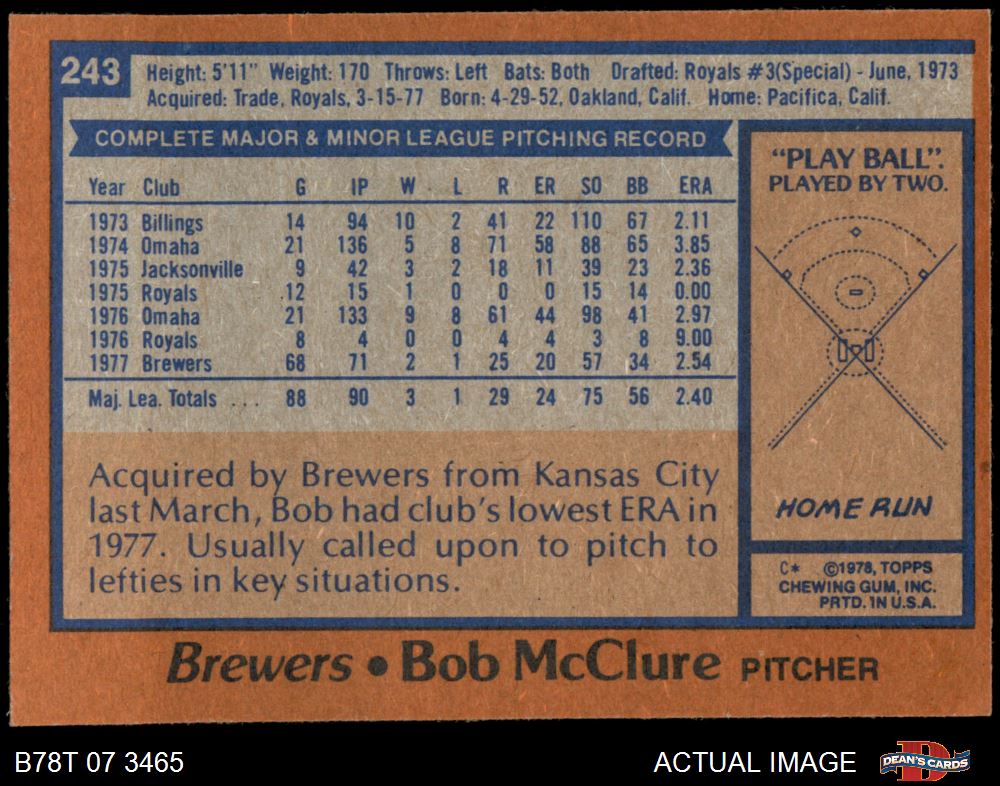 243
Height: 5'11" Weight: 170 Throws: Left Bats: Both Drafted: Royals #3(Special) - June, 1973
Acquired: Trade, Royals, 3-15-77 Born: 4-29-52, Oakland, Calif. Home: Pacifica, Calif.
COMPLETE MAJOR & MINOR LEAGUE PITCHING RECORD
Year Club G IP W L R ER SO BB ERA
1973 Billings 14 94 10 2 41 22 110 67 2.11
1974 Omaha 21 136 5 8 71 58 88 65 3.85
1975 Jacksonville 9 42 3 2 18 11 39 23 2.36
1975 Royals 12 15 1 0 0 0 15 14 0.00
1976 Omaha 21 133 9 8 61 44 98 41 2.97
1976 Royals 8 4 0 0 4 4 3 8 9.00
1977 Brewers 68 71 2 1 25 20 57 34 2.54
Maj. Lea. Totals ... 88 90 3 1 29 24 75 56 2.40
Acquired by Brewers from Kansas City
last March, Bob had club's lowest ERA in
1977. Usually called upon to pitch to
lefties in key situations.
"PLAY BALL".
PLAYED BY TWO.
HOME RUN
C* ©1978, TOPPS
CHEWING GUM, INC.
PRTD. IN U.S.A.
Brewers • Bob McClure PITCHER
B78T 07 3465
ACTUAL IMAGE
D
DEAN'S CARDS